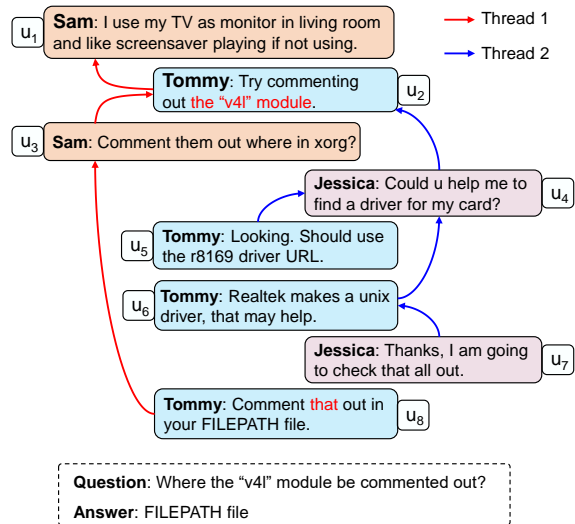 u1
Sam: I use my TV as monitor in living room
and like screensaver playing if not using.
Thread 1
Thread 2
Tommy: Try commenting
out the “v4l” module.
u2
u3
Sam: Comment them out where in xorg?
Jessica: Could u help me to
find a driver for my card?
u4
u5
Tommy: Looking. Should use
the r8169 driver URL.
u6
Tommy: Realtek makes a unix
driver, that may help.
Jessica: Thanks, I am going
to check that all out.
u7
Tommy: Comment that out in
your FILEPATH file.
u8
Question: Where the “v4l” module be commented out?
Answer: FILEPATH file